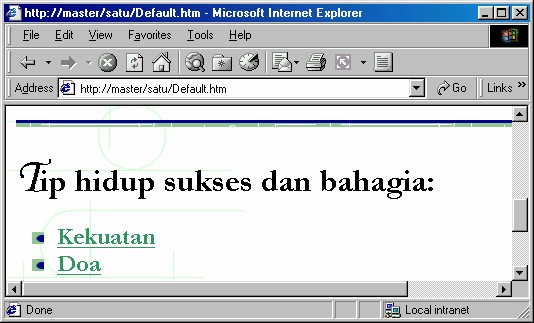 http://master/satu/Default.htm - Microsoft Internet Explorer
File Edit View Favorites Tools Help
Address http://master/satu/Default.htm Go Links »
Tip hidup sukses dan bahagia:
Kekuatan
Doa
Done Local intranet